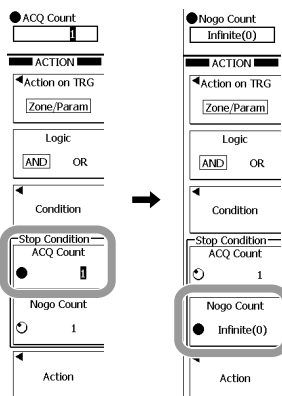 ACQ Count
1
ACTION
Action on TRG
Zone/Param
Logic
AND OR
Condition
Stop Condition
ACQ Count
1
Nogo Count
1
Action
Nogo Count
Infinite(0)
ACTION
Action on TRG
Zone/Param
Logic
AND OR
Condition
Stop Condition
ACQ Count
1
Nogo Count
Infinite(0)
Action